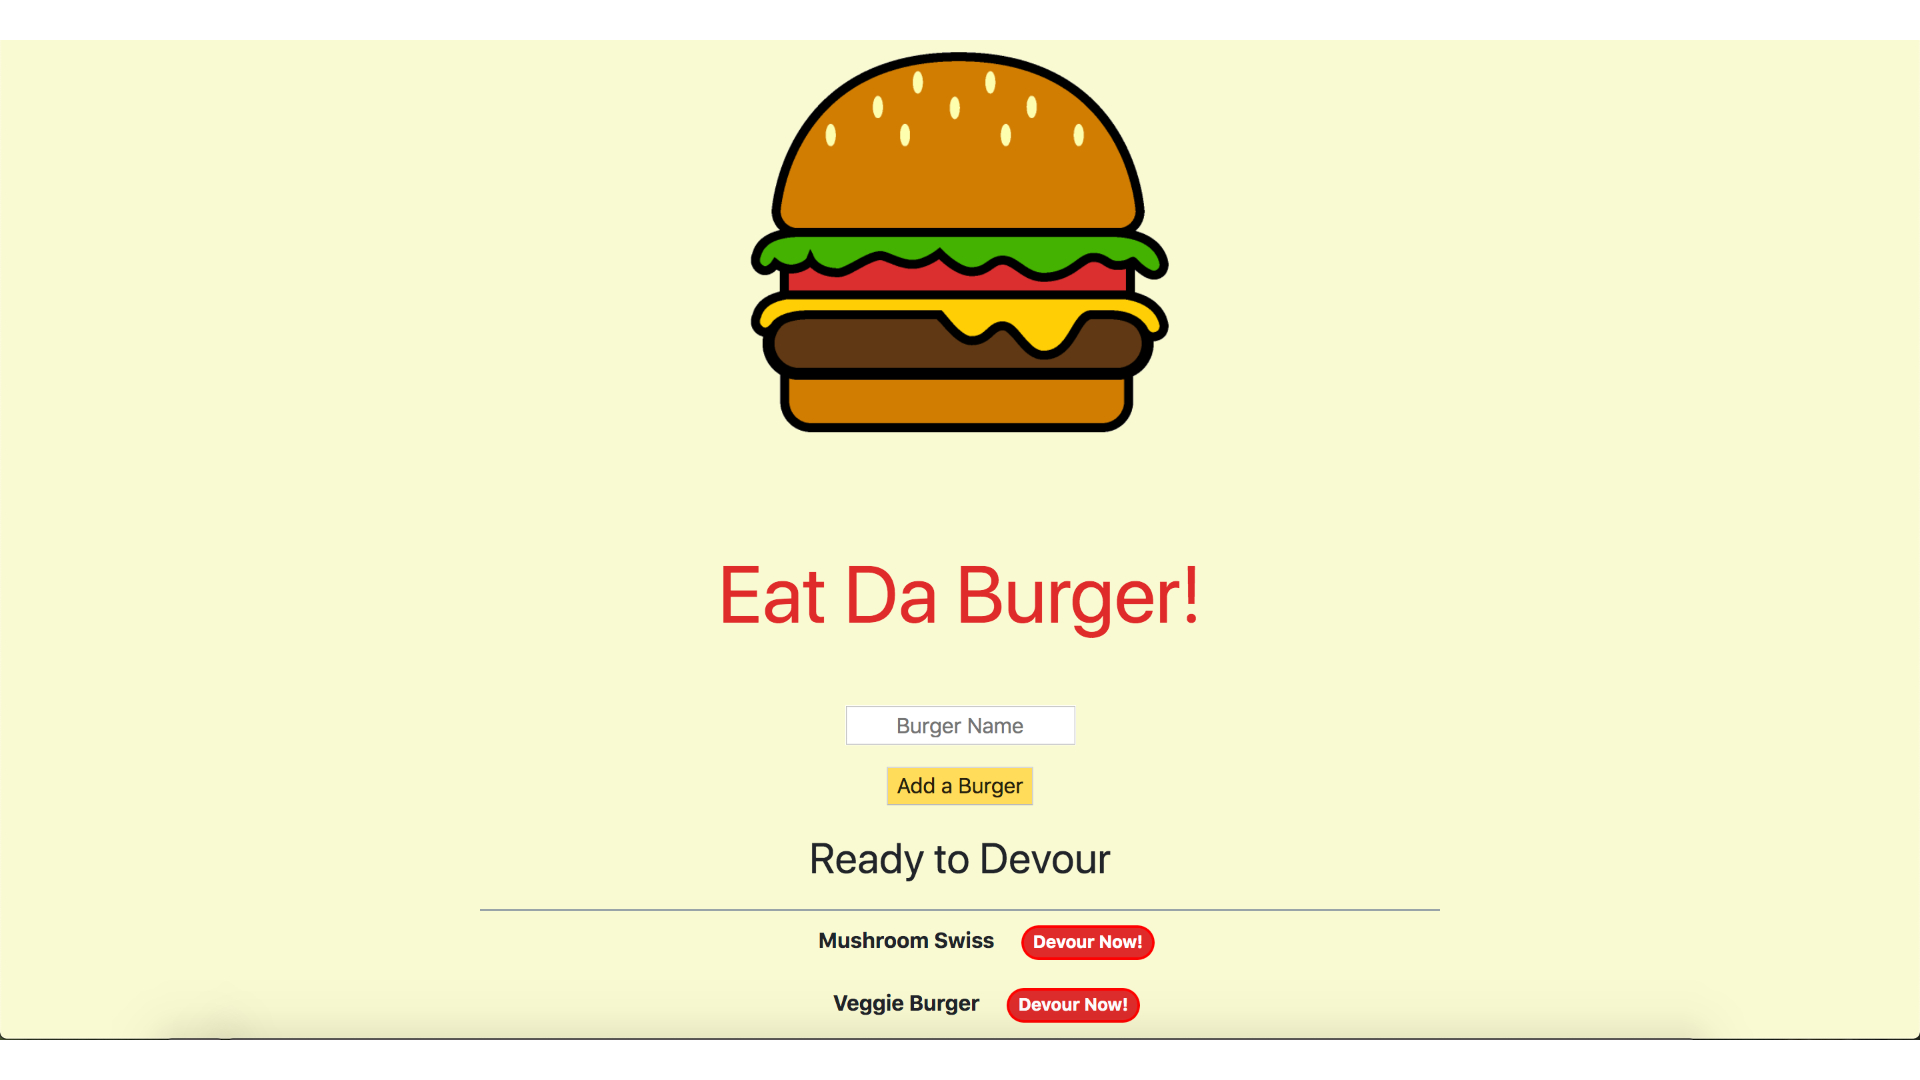 Eat Da Burger!
Burger Name
Add a Burger
Ready to Devour
Mushroom Swiss Devour Now!
Veggie Burger Devour Now!